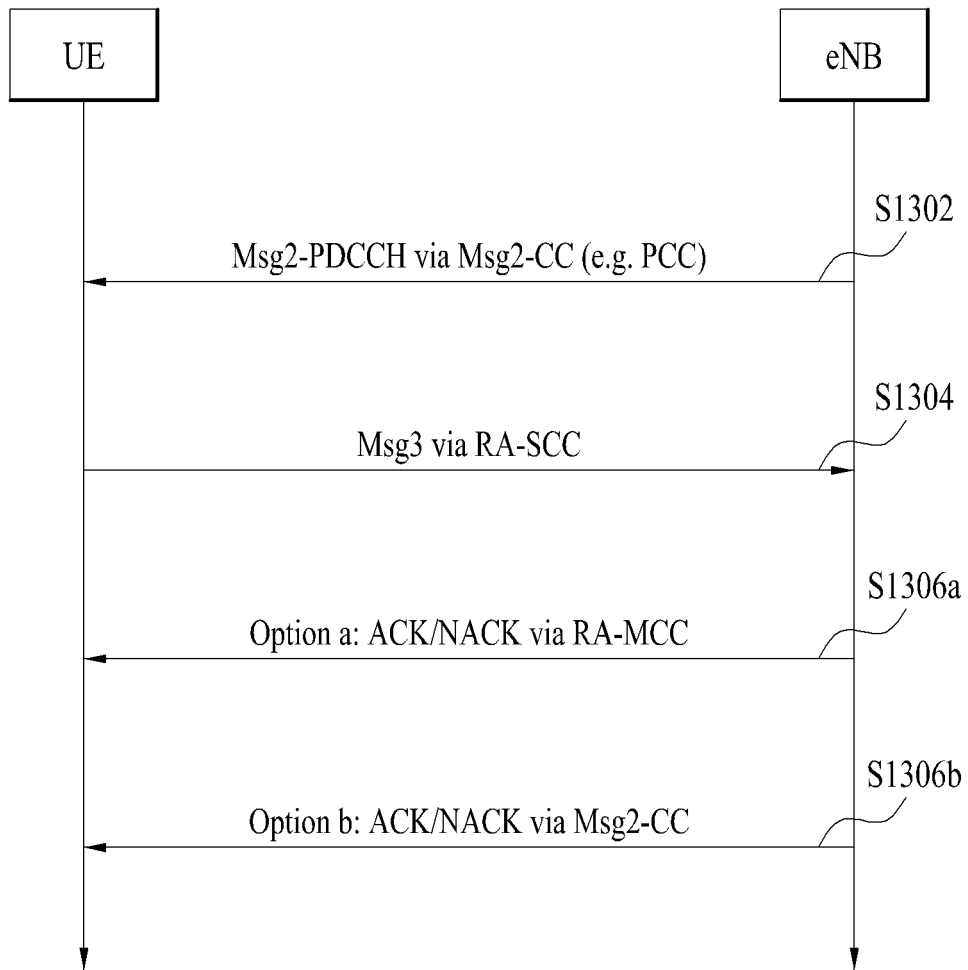 UE
eNB
S1302
Msg2-PDCCH via Msg2-CC (e.g. PCC)
S1304
Msg3 via RA-SCC
S1306a
Option a: ACK/NACK via RA-MCC
S1306b
Option b: ACK/NACK via Msg2-CC